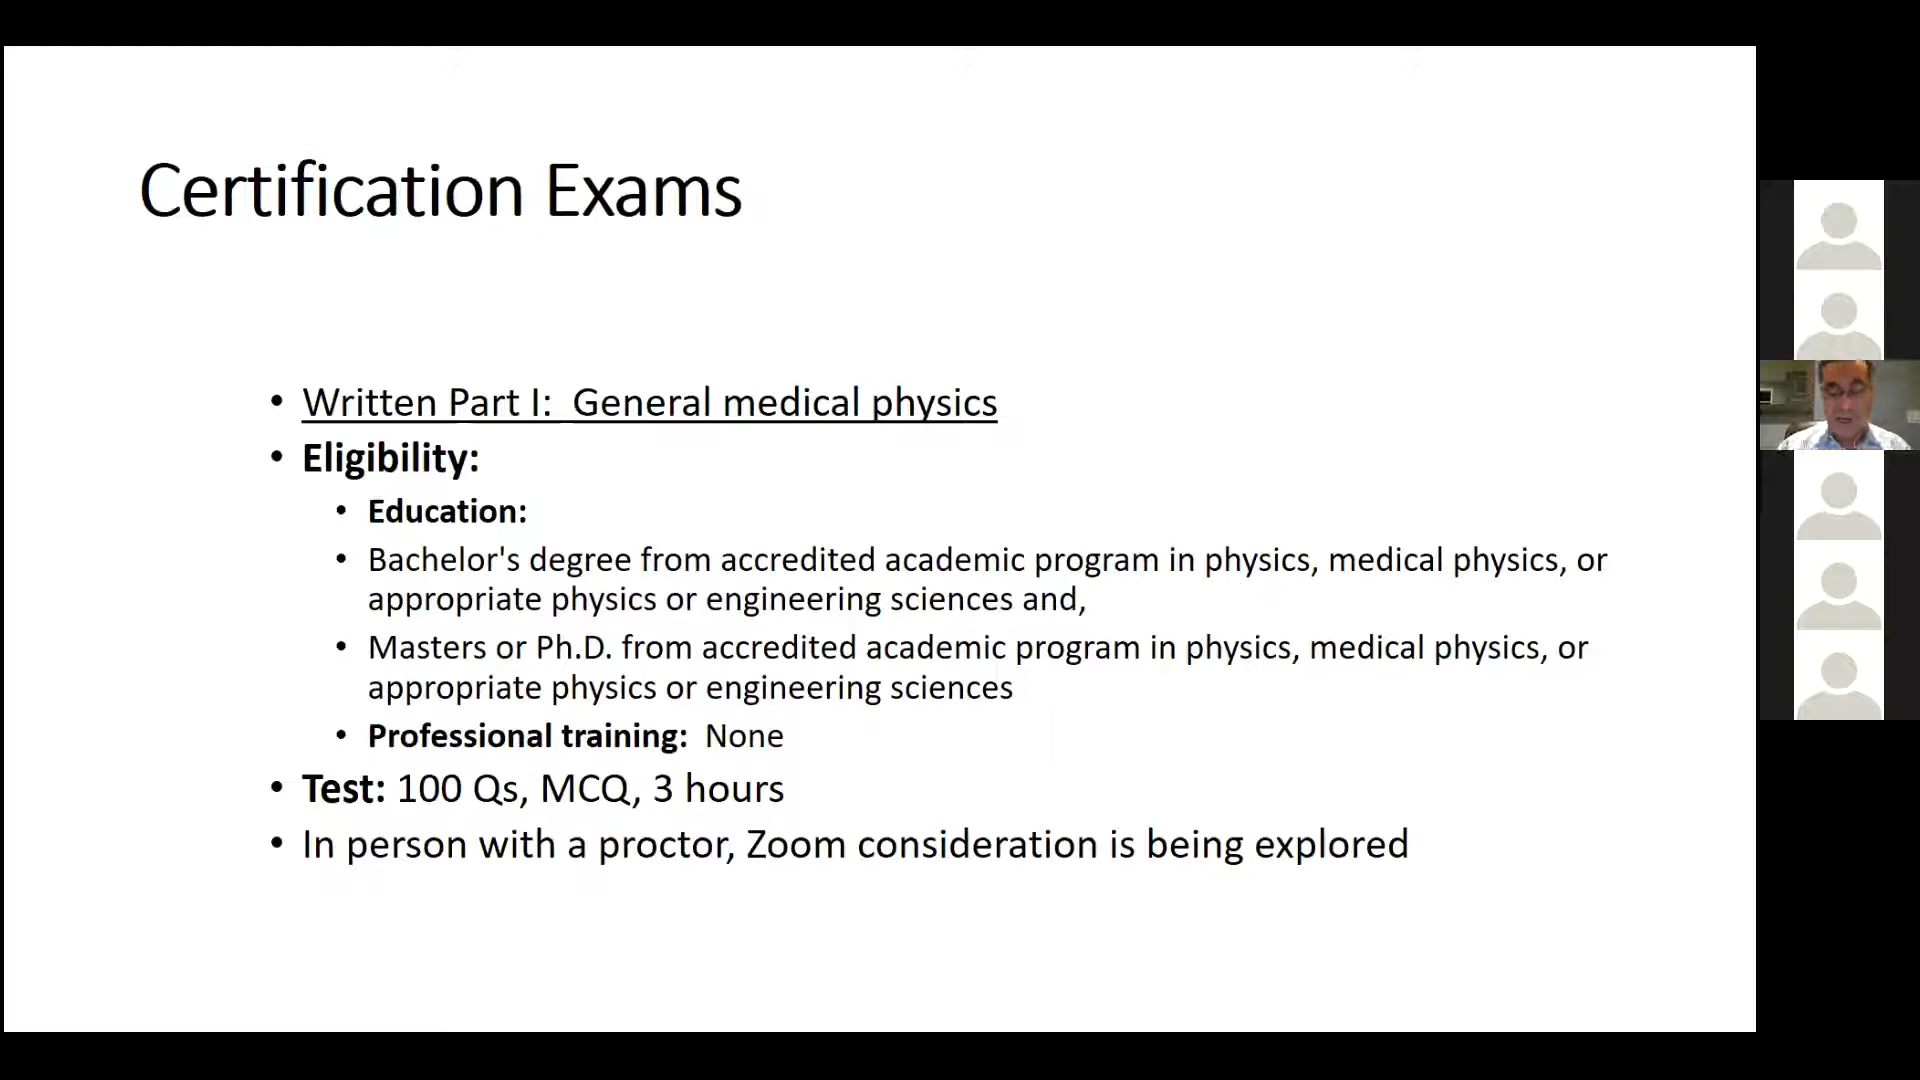 Certification Exams
• Written Part I:  General medical physics
• Eligibility:
• Education:
• Bachelor's degree from accredited academic program in physics, medical physics, or
appropriate physics or engineering sciences and,
• Masters or Ph.D. from accredited academic program in physics, medical physics, or
appropriate physics or engineering sciences
• Professional training:  None
• Test: 100 Qs, MCQ, 3 hours
• In person with a proctor, Zoom consideration is being explored